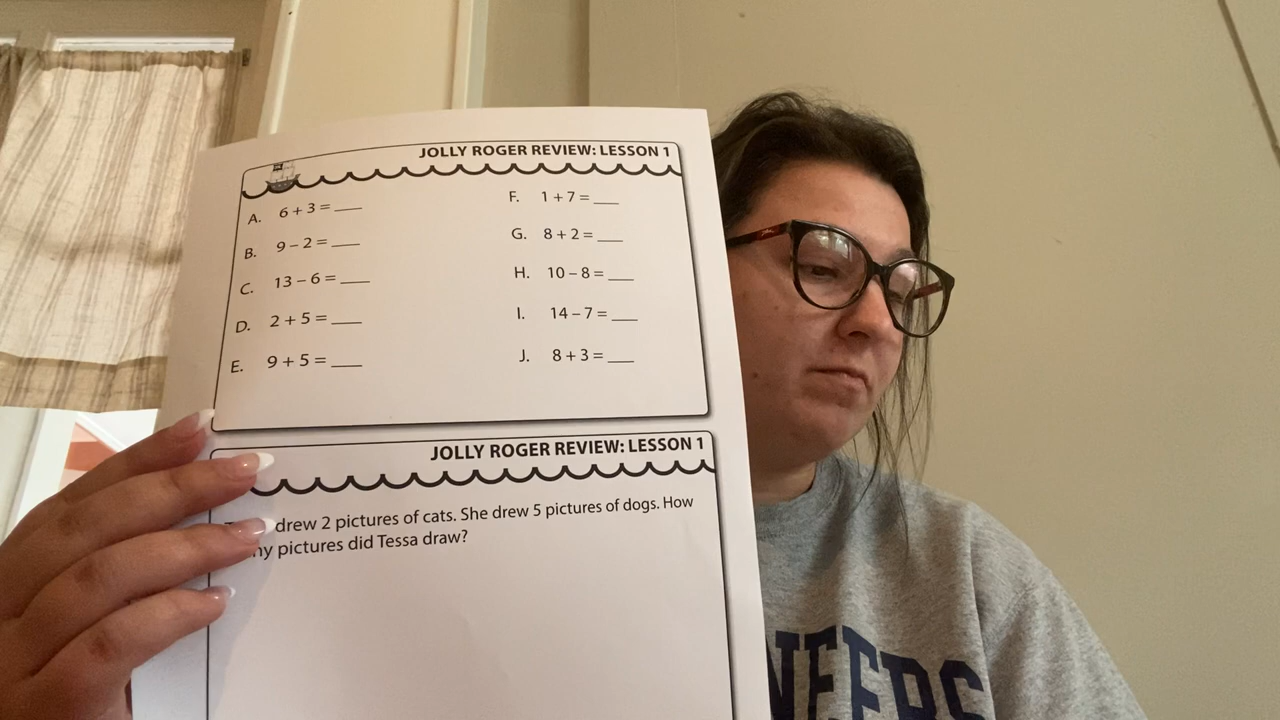 JOLLY ROGER REVIEW: LESSON 1
A. 6 + 3 = ___
B. 9 – 2 = ___
C. 13 – 6 = ___
D. 2 + 5 = ___
E. 9 + 5 = ___
F. 1 + 7 = ___
G. 8 + 2 = ___
H. 10 – 8 = ___
I. 14 – 7 = ___
J. 8 + 3 = ___
JOLLY ROGER REVIEW: LESSON 1
drew 2 pictures of cats. She drew 5 pictures of dogs. How
pictures did Tessa draw?